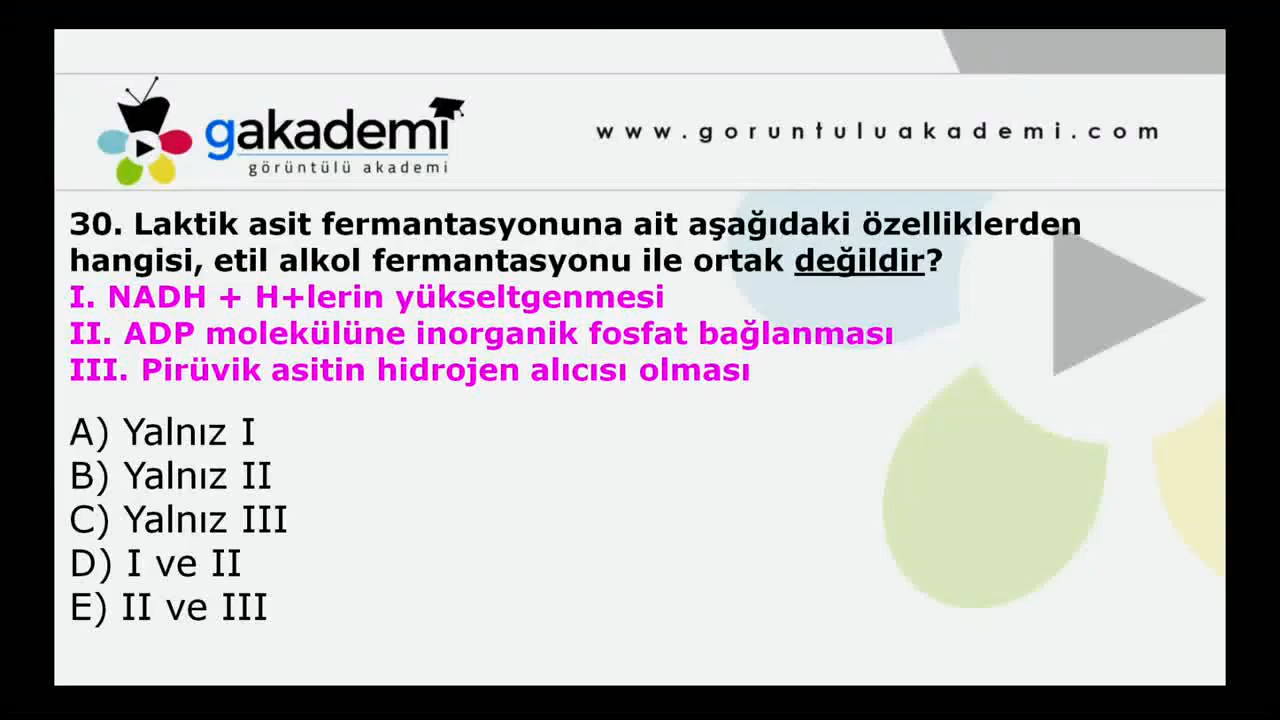 gakademi
görüntülü akademi
www.goruntuluakademi.com
30. Laktik asit fermantasyonuna ait aşağıdaki özelliklerden
hangisi, etil alkol fermantasyonu ile ortak değildir?
I. NADH + H+lerin yükseltgenmesi
II. ADP molekülüne inorganik fosfat bağlanması
III. Pirüvik asitin hidrojen alıcısı olması
A) Yalnız I
B) Yalnız II
C) Yalnız III
D) I ve II
E) II ve III